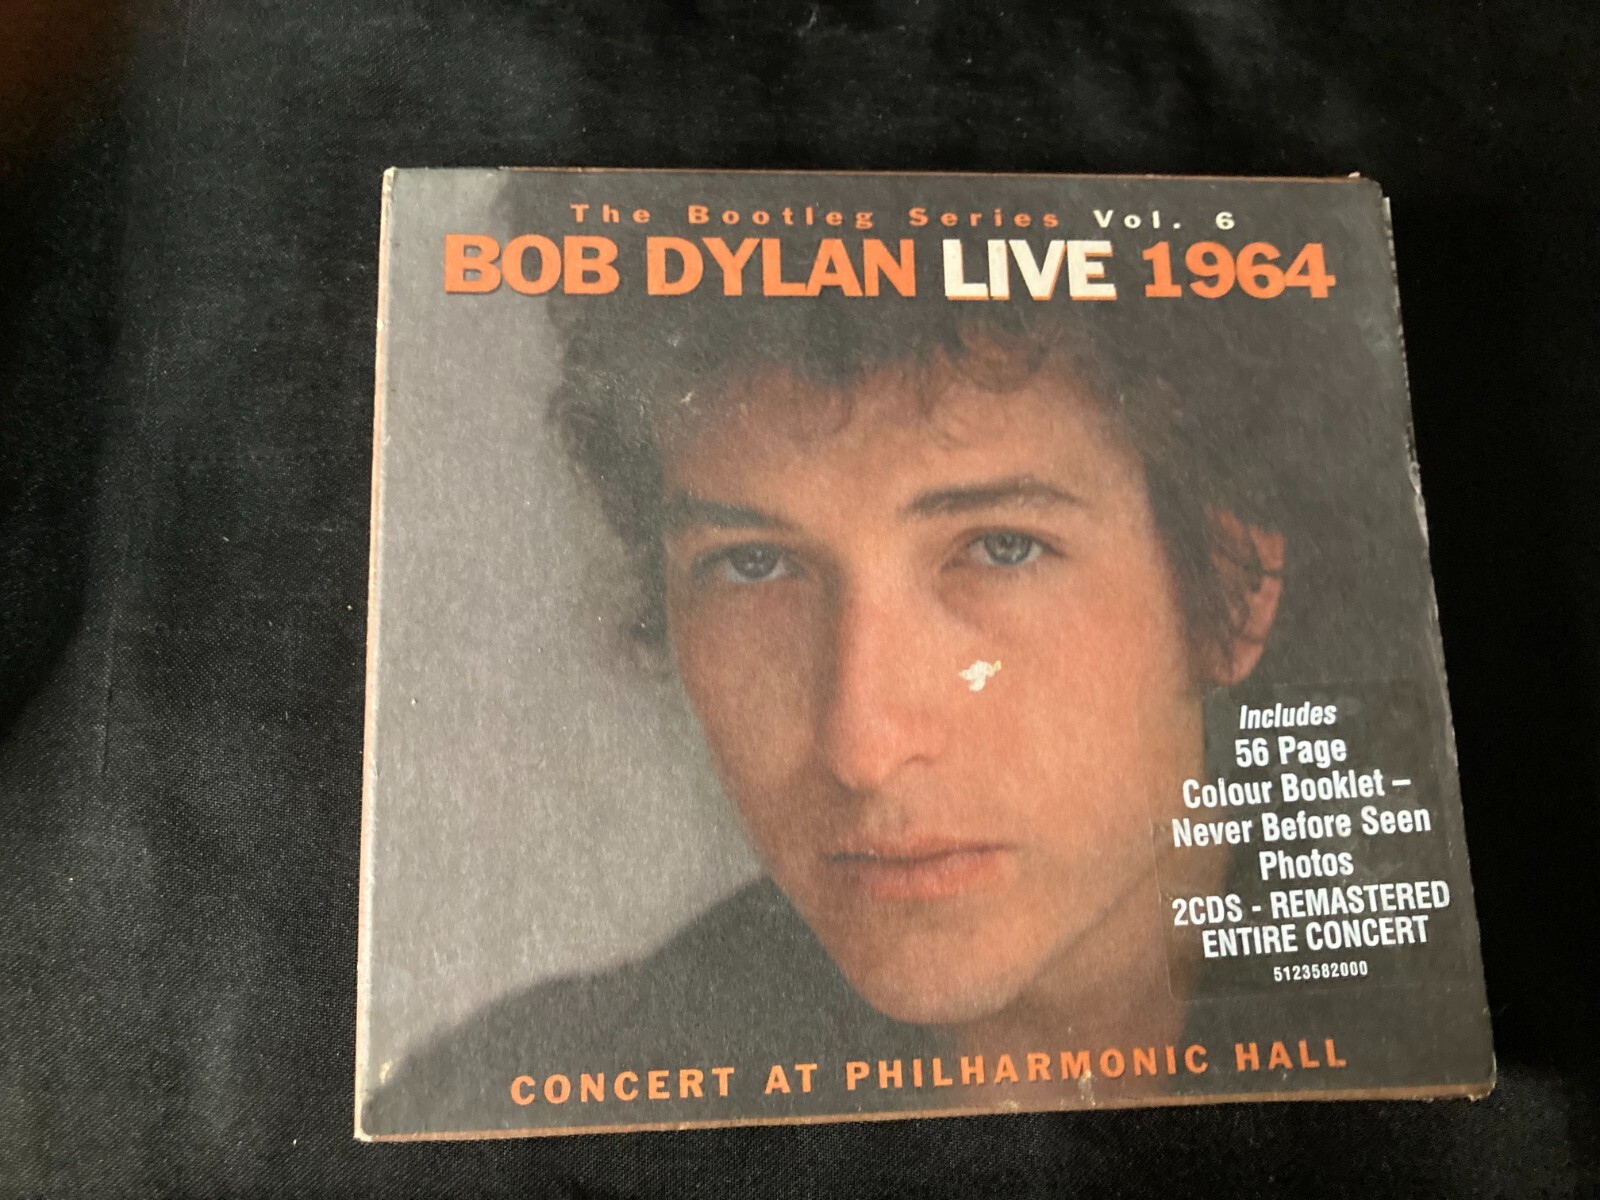 The Bootleg Series Vol. 6
BOB DYLAN LIVE 1964
Includes
56 Page
Colour Booklet –
Never Before Seen
Photos
2CDS - REMASTERED
ENTIRE CONCERT
5123582000
CONCERT AT PHILHARMONIC HALL